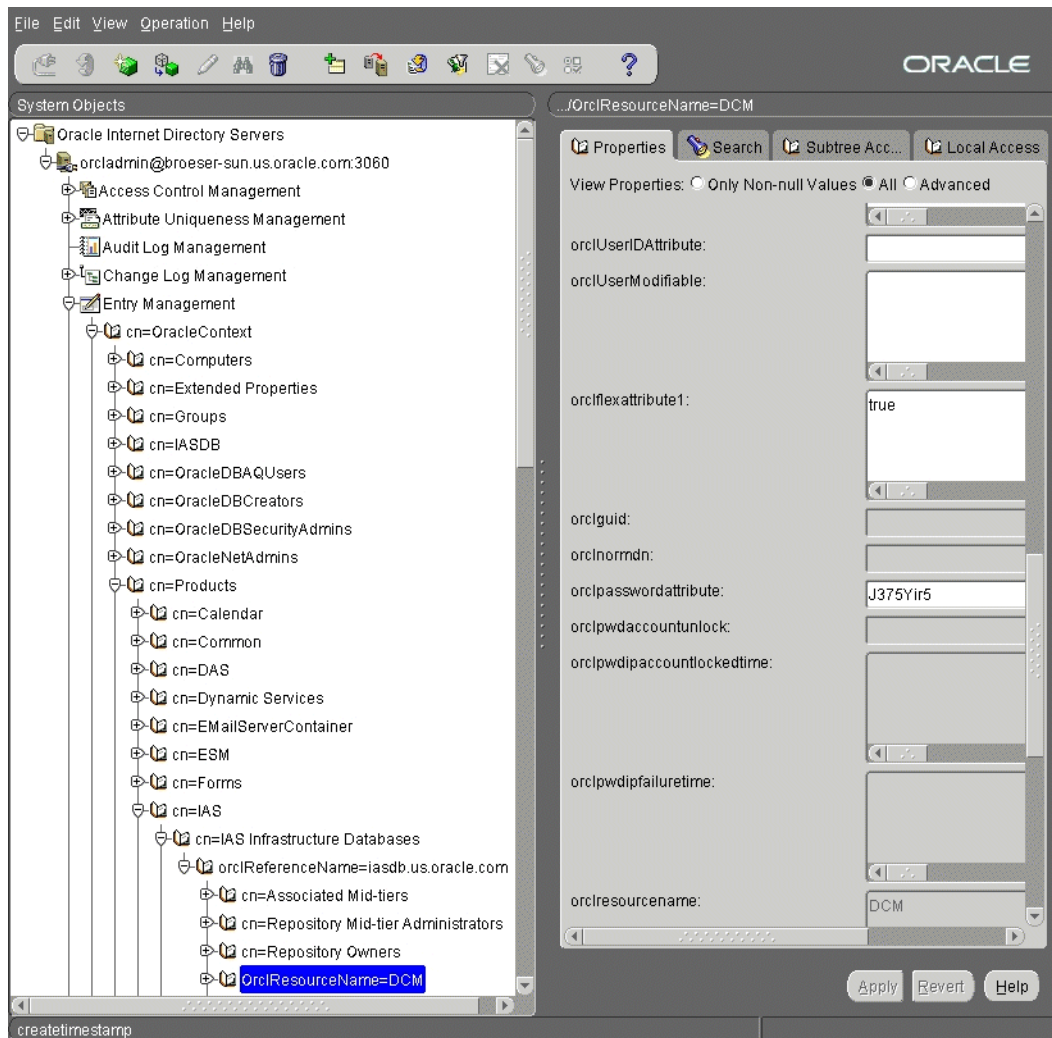 File Edit View Operation Help
ORACLE
System Objects
Oracle Internet Directory Servers
orcladmin@broeser-sun.us.oracle.com:3060
Access Control Management
Attribute Uniqueness Management
Audit Log Management
Change Log Management
Entry Management
cn=OracleContext
cn=Computers
cn=Extended Properties
cn=Groups
cn=IASDB
cn=OracleDBAQUsers
cn=OracleDBCreators
cn=OracleDBSecurityAdmins
cn=OracleNetAdmins
cn=Products
cn=Calendar
cn=Common
cn=DAS
cn=Dynamic Services
cn=EMailServerContainer
cn=ESM
cn=Forms
cn=IAS
cn=IAS Infrastructure Databases
orclReferenceName=iasdb.us.oracle.com
cn=Associated Mid-tiers
cn=Repository Mid-tier Administrators
cn=Repository Owners
OrclResourceName=DCM
createtimestamp
.../OrclResourceName=DCM
Properties Search Subtree Acc... Local Access
View Properties: Only Non-null Values All Advanced
orclUserIDAttribute:
orclUserModifiable:
orclflexattribute1: true
orclguid:
orclnormdn:
orclpasswordattribute: J375Yir5
orclpwdaccountunlock:
orclpwdipaccountlockedtime:
orclpwdipfailuretime:
orclresourcename: DCM
Apply Revert Help